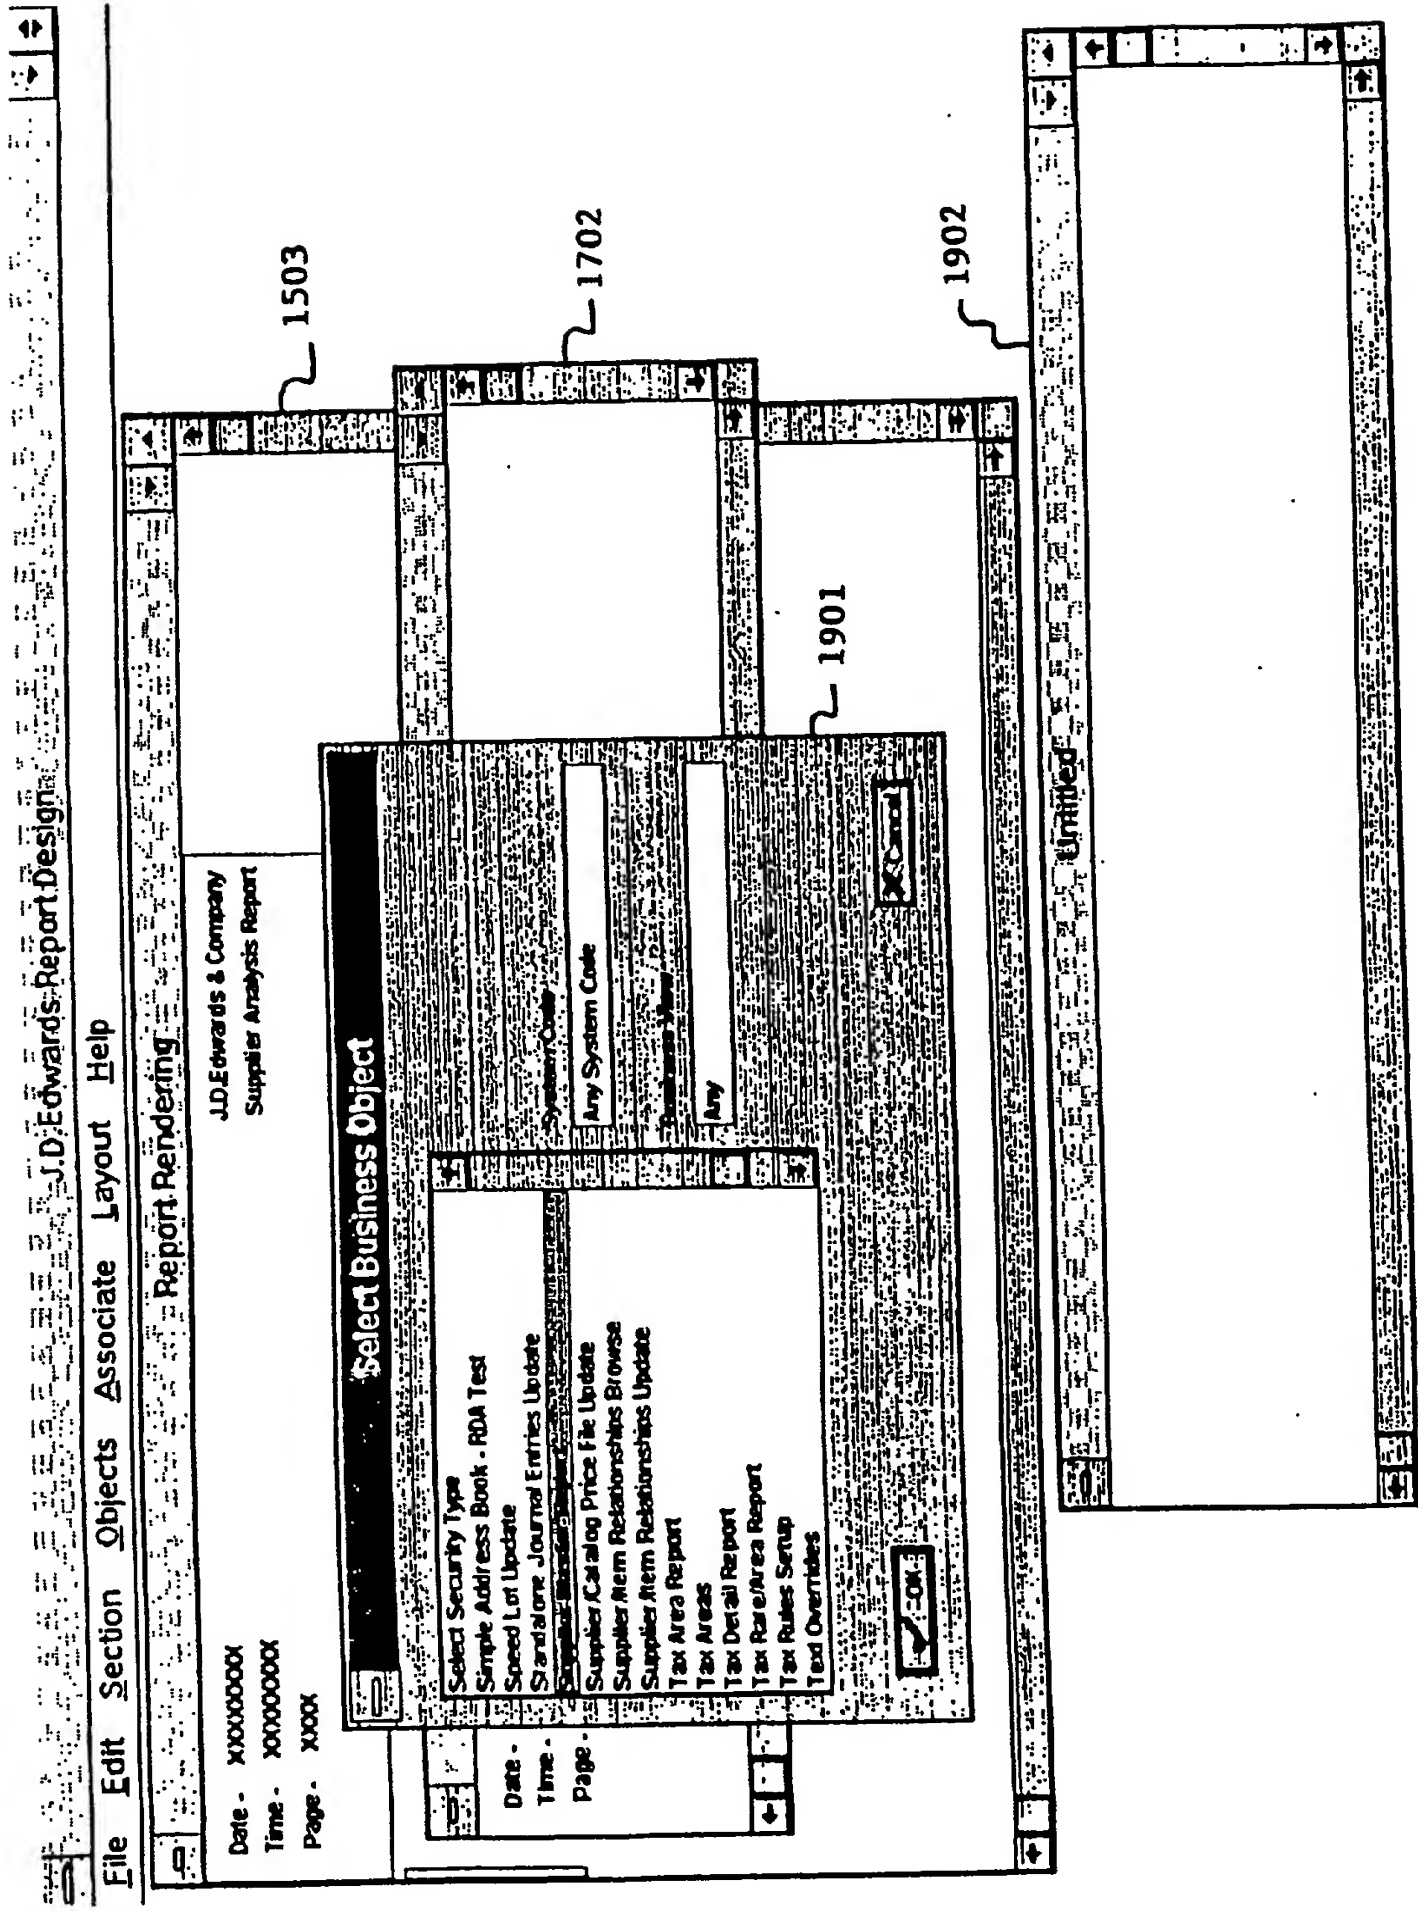 J.D.Edwards Report Design
File Edit Section Objects Associate Layout Help
Report Rendering
Date - XXXXXXXX
Time - XXXXXXXX
Page - XXXX
J.D.Edwards & Company
Supplier Analysis Report
1503
Select Business Object
Select Security Type
Simple Address Book - RDA Test
Speed Lot Update
Standalone Journal Entries Update
Supplier/Catalog Price File Update
Supplier/Item Relationships Browse
Supplier/Item Relationships Update
Tax Area Report
Tax Areas
Tax Detail Report
Tax Rare/Area Report
Tax Rules Setup
Text Overrides
System Code
Any System Code
Any
OK
Cancel
Date -
Time -
Page -
1702
1901
1902
Untitled